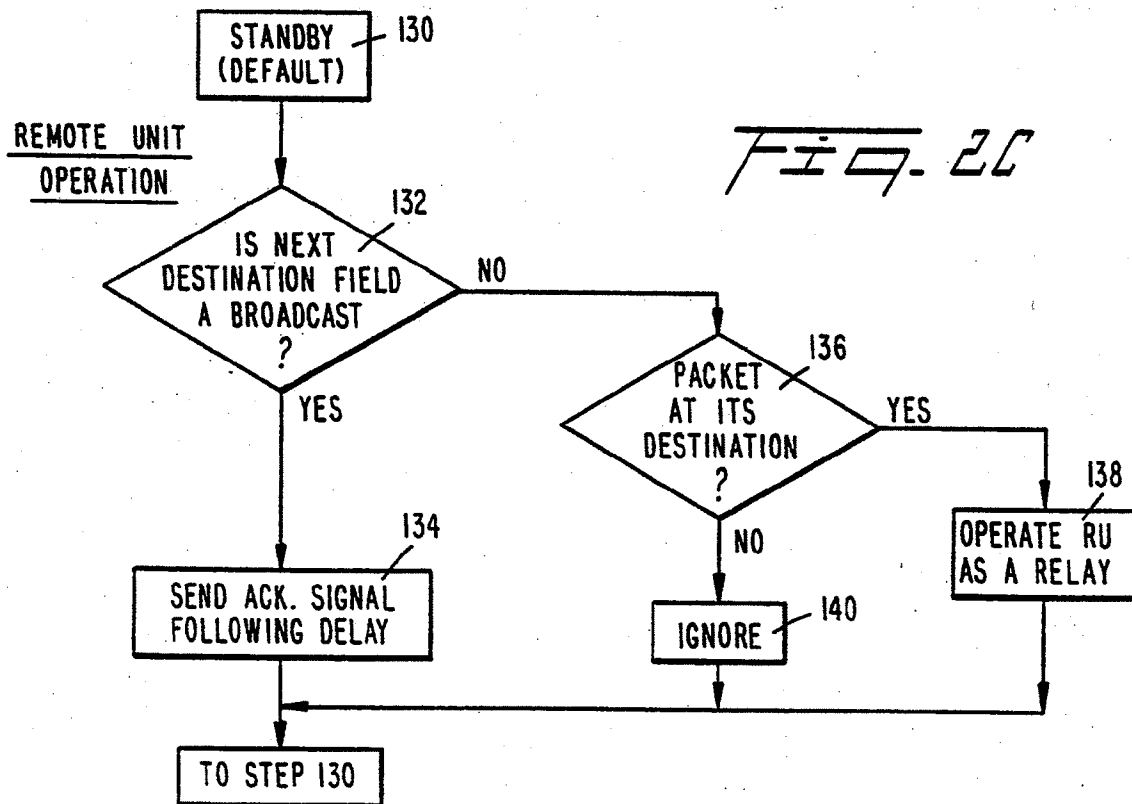 STANDBY
(DEFAULT)
130
REMOTE UNIT
OPERATION
Fig. 2C
132
IS NEXT
DESTINATION FIELD
A BROADCAST
?
NO
YES
136
PACKET
AT ITS
DESTINATION
?
YES
NO
134
SEND ACK. SIGNAL
FOLLOWING DELAY
138
OPERATE RU
AS A RELAY
140
IGNORE
TO STEP 130